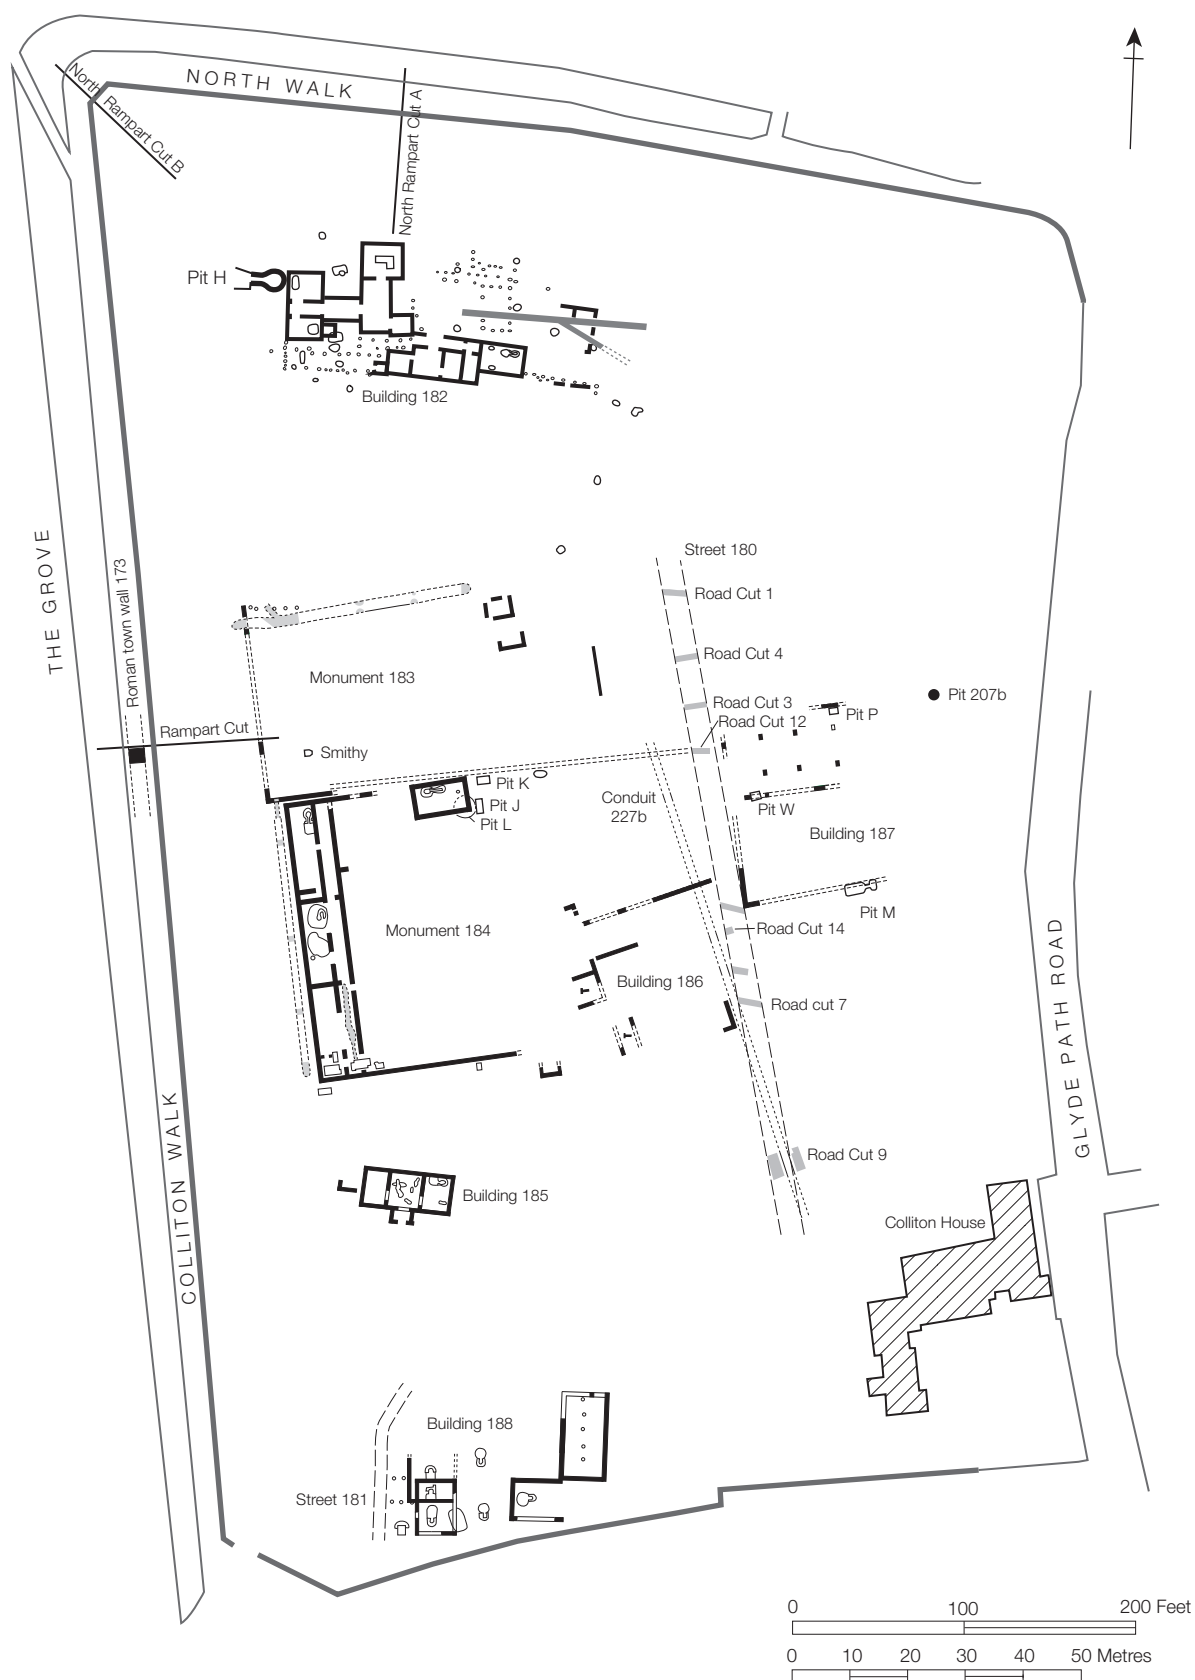 NORTH WALK
North Rampart Cut B
North Rampart Cut A
Pit H
Building 182
THE GROVE
Roman town wall 173
Street 180
Road Cut 1
Road Cut 4
Monument 183
Road Cut 3
Pit 207b
Road Cut 12
Pit P
Rampart Cut
Smithy
Pit K
Pit J
Pit L
Conduit
227b
Pit W
Building 187
Pit M
Monument 184
Road Cut 14
Building 186
Road cut 7
GLYDE PATH ROAD
COLLITON WALK
Road Cut 9
Building 185
Colliton House
Building 188
Street 181
0 100 200 Feet
0 10 20 30 40 50 Metres